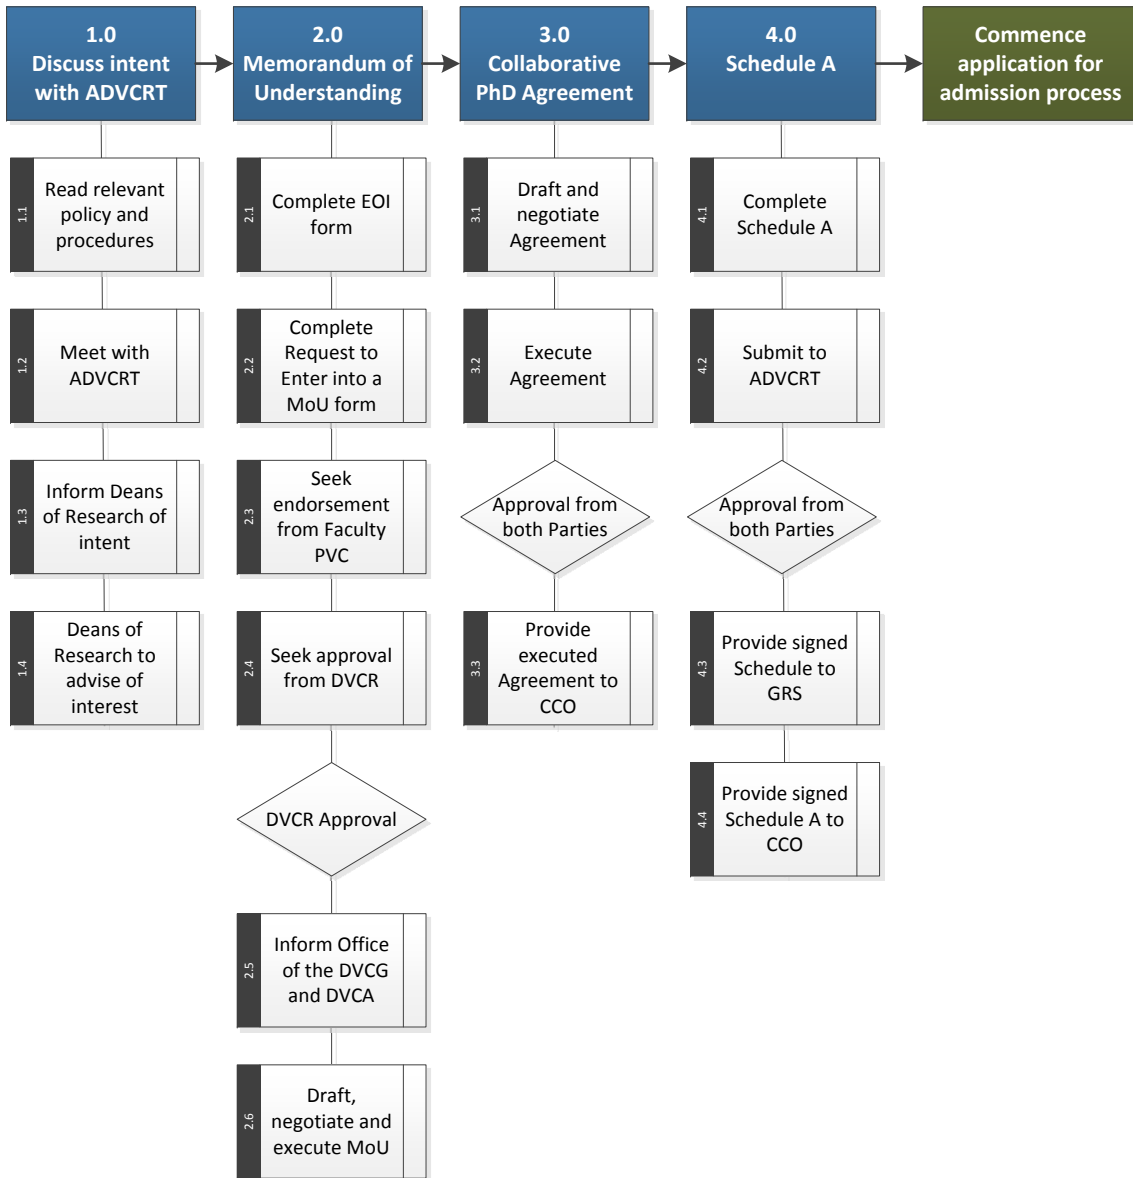 1.0
Discuss intent
with ADVCRT
2.0
Memorandum of
Understanding
3.0
Collaborative
PhD Agreement
4.0
Schedule A
Commence
application for
admission process
1.1
Read relevant
policy and
procedures
1.2
Meet with
ADVCRT
1.3
Inform Deans
of Research of
intent
1.4
Deans of
Research to
advise of
interest
2.1
Complete EOI
form
2.2
Complete
Request to
Enter into a
MoU form
2.3
Seek
endorsement
from Faculty
PVC
2.4
Seek approval
from DVCR
DVCR Approval
2.5
Inform Office
of the DVCG
and DVCA
2.6
Draft,
negotiate and
execute MoU
3.1
Draft and
negotiate
Agreement
3.2
Execute
Agreement
Approval from
both Parties
3.3
Provide
executed
Agreement to
CCO
4.1
Complete
Schedule A
4.2
Submit to
ADVCRT
Approval from
both Parties
4.3
Provide signed
Schedule to
GRS
4.4
Provide signed
Schedule A to
CCO